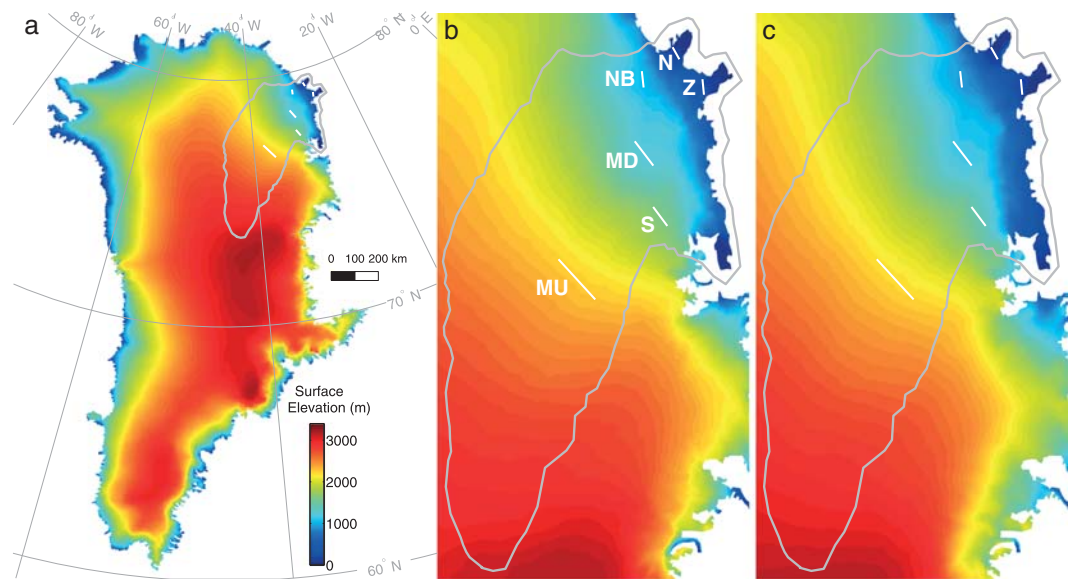 a
80° W
60° W
40° W
20° W
80° N
0° E
70° N
60° N
0 100 200 km
Surface
Elevation (m)
3000
2000
1000
0
b
N
NB
Z
MD
S
MU
c